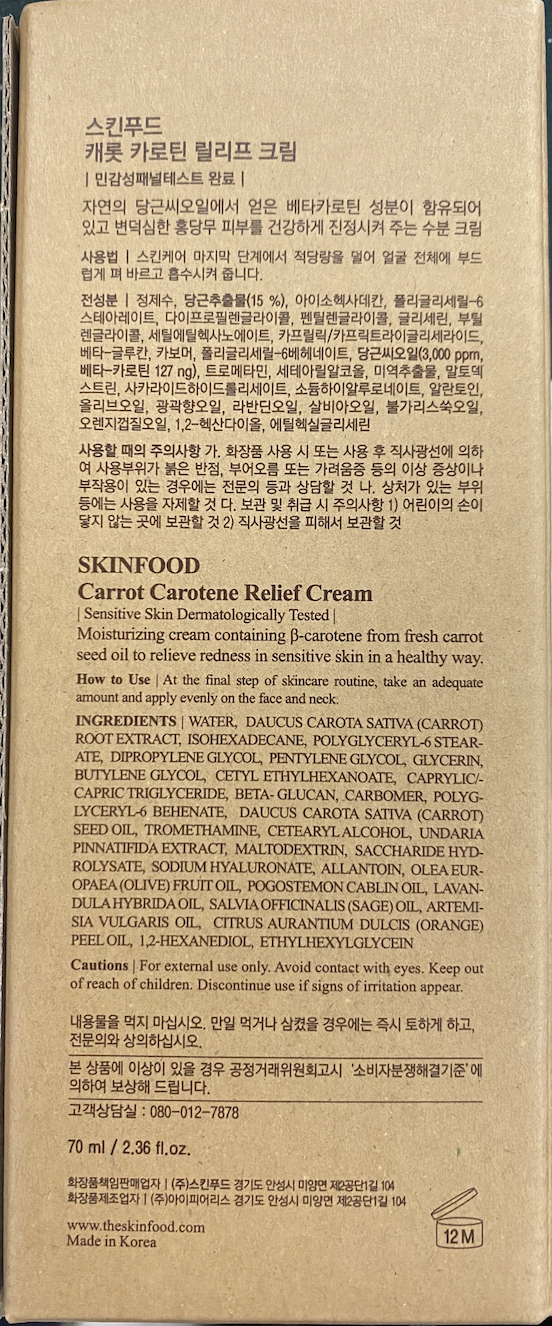 스킨푸드
캐롯 카로틴 릴리프 크림
| 민감성패널테스트 완료 |
자연의 당근씨오일에서 얻은 베타카로틴 성분이 함유되어
있고 변덕심한 홍당무 피부를 건강하게 진정시켜 주는 수분 크림
사용법 | 스킨케어 마지막 단계에서 적당량을 덜어 얼굴 전체에 부드
럽게 펴 바르고 흡수시켜 줍니다.
전성분 | 정제수, 당근추출물(15 %), 아이소헥사데칸, 폴리글리세릴-6
스테아레이트, 다이프로필렌글라이콜, 펜틸렌글라이콜, 글리세린, 부틸
렌글라이콜, 세틸에틸헥사노에이트, 카프릴릭/카프릭트라이글리세라이드,
베타-글루칸, 카보머, 폴리글리세릴-6베헤네이트, 당근씨오일(3,000 ppm,
베타-카로틴 127 ng), 트로메타민, 세테아릴알코올, 미역추출물, 말토덱
스트린, 사카라이드하이드롤리세이트, 소듐하이알루로네이트, 알란토인,
올리브오일, 광곽향오일, 라반딘오일, 살비아오일, 불가리스쑥오일,
오렌지껍질오일, 1,2-헥산다이올, 에틸헥실글리세린
사용할 때의 주의사항 가. 화장품 사용 시 또는 사용 후 직사광선에 의하
여 사용부위가 붉은 반점, 부어오름 또는 가려움증 등의 이상 증상이나
부작용이 있는 경우에는 전문의 등과 상담할 것 나. 상처가 있는 부위
등에는 사용을 자제할 것 다. 보관 및 취급 시 주의사항 1) 어린이의 손이
닿지 않는 곳에 보관할 것 2) 직사광선을 피해서 보관할 것
SKINFOOD
Carrot Carotene Relief Cream
| Sensitive Skin Dermatologically Tested |
Moisturizing cream containing β-carotene from fresh carrot
seed oil to relieve redness in sensitive skin in a healthy way.
How to Use | At the final step of skincare routine, take an adequate
amount and apply evenly on the face and neck.
INGREDIENTS | WATER, DAUCUS CAROTA SATIVA (CARROT)
ROOT EXTRACT, ISOHEXADECANE, POLYGLYCERYL-6 STEAR-
ATE, DIPROPYLENE GLYCOL, PENTYLENE GLYCOL, GLYCERIN,
BUTYLENE GLYCOL, CETYL ETHYLHEXANOATE, CAPRYLIC/-
CAPRIC TRIGLYCERIDE, BETA- GLUCAN, CARBOMER, POLYG-
LYCERYL-6 BEHENATE, DAUCUS CAROTA SATIVA (CARROT)
SEED OIL, TROMETHAMINE, CETEARYL ALCOHOL, UNDARIA
PINNATIFIDA EXTRACT, MALTODEXTRIN, SACCHARIDE HYD-
ROLYSATE, SODIUM HYALURONATE, ALLANTOIN, OLEA EUR-
OPAEA (OLIVE) FRUIT OIL, POGOSTEMON CABLIN OIL, LAVAN-
DULA HYBRIDA OIL, SALVIA OFFICINALIS (SAGE) OIL, ARTEMI-
SIA VULGARIS OIL, CITRUS AURANTIUM DULCIS (ORANGE)
PEEL OIL, 1,2-HEXANEDIOL, ETHYLHEXYLGLYCEIN
Cautions | For external use only. Avoid contact with eyes. Keep out
of reach of children. Discontinue use if signs of irritation appear.
내용물을 먹지 마십시오. 만일 먹거나 삼켰을 경우에는 즉시 토하게 하고,
전문의와 상의하십시오.
본 상품에 이상이 있을 경우 공정거래위원회고시 '소비자분쟁해결기준'에
의하여 보상해 드립니다.
고객상담실 : 080-012-7878
70 ml / 2.36 fl.oz.
화장품책임판매업자 | (주)스킨푸드 경기도 안성시 미양면 제2공단1길 104
화장품제조업자 | (주)아이피어리스 경기도 안성시 미양면 제2공단1길 104
www.theskinfood.com
Made in Korea
12 M